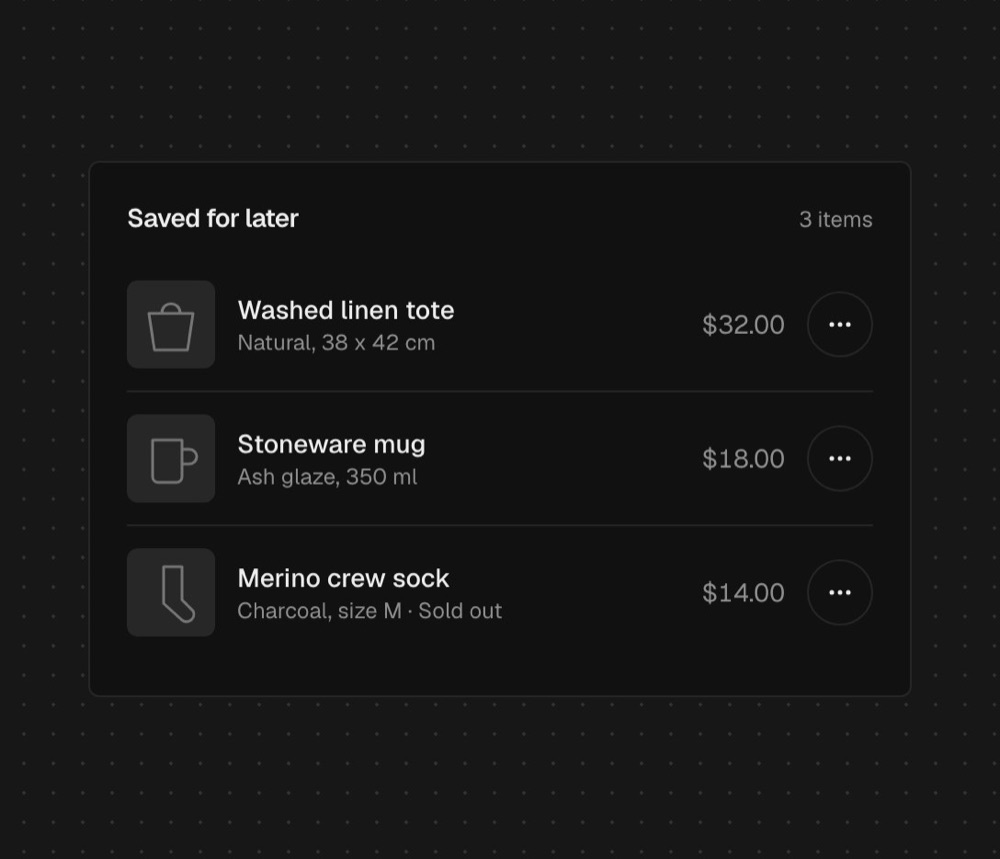 Saved for later
3 items
Washed linen tote
Natural, 38 x 42 cm
$32.00
Stoneware mug
Ash glaze, 350 ml
$18.00
Merino crew sock
Charcoal, size M · Sold out
$14.00